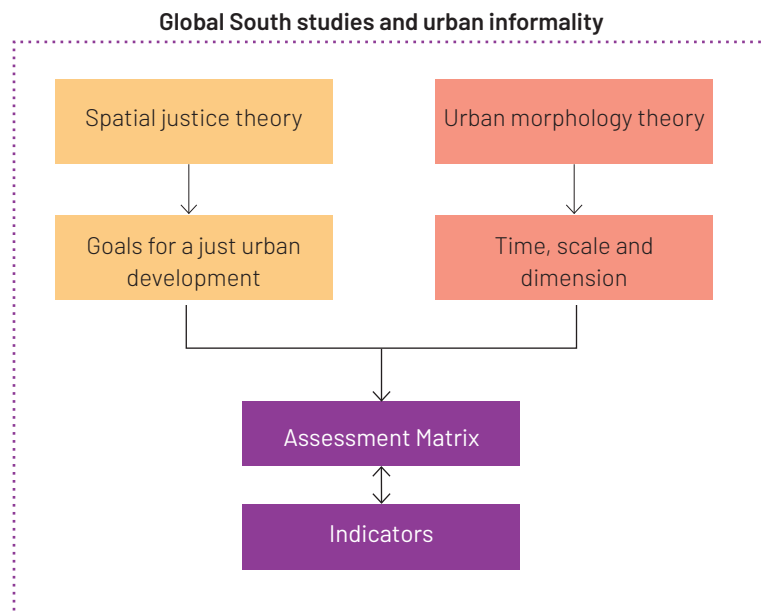 Global South studies and urban informality
Spatial justice theory
Urban morphology theory
Goals for a just urban
development
Time, scale and
dimension
Assessment Matrix
Indicators